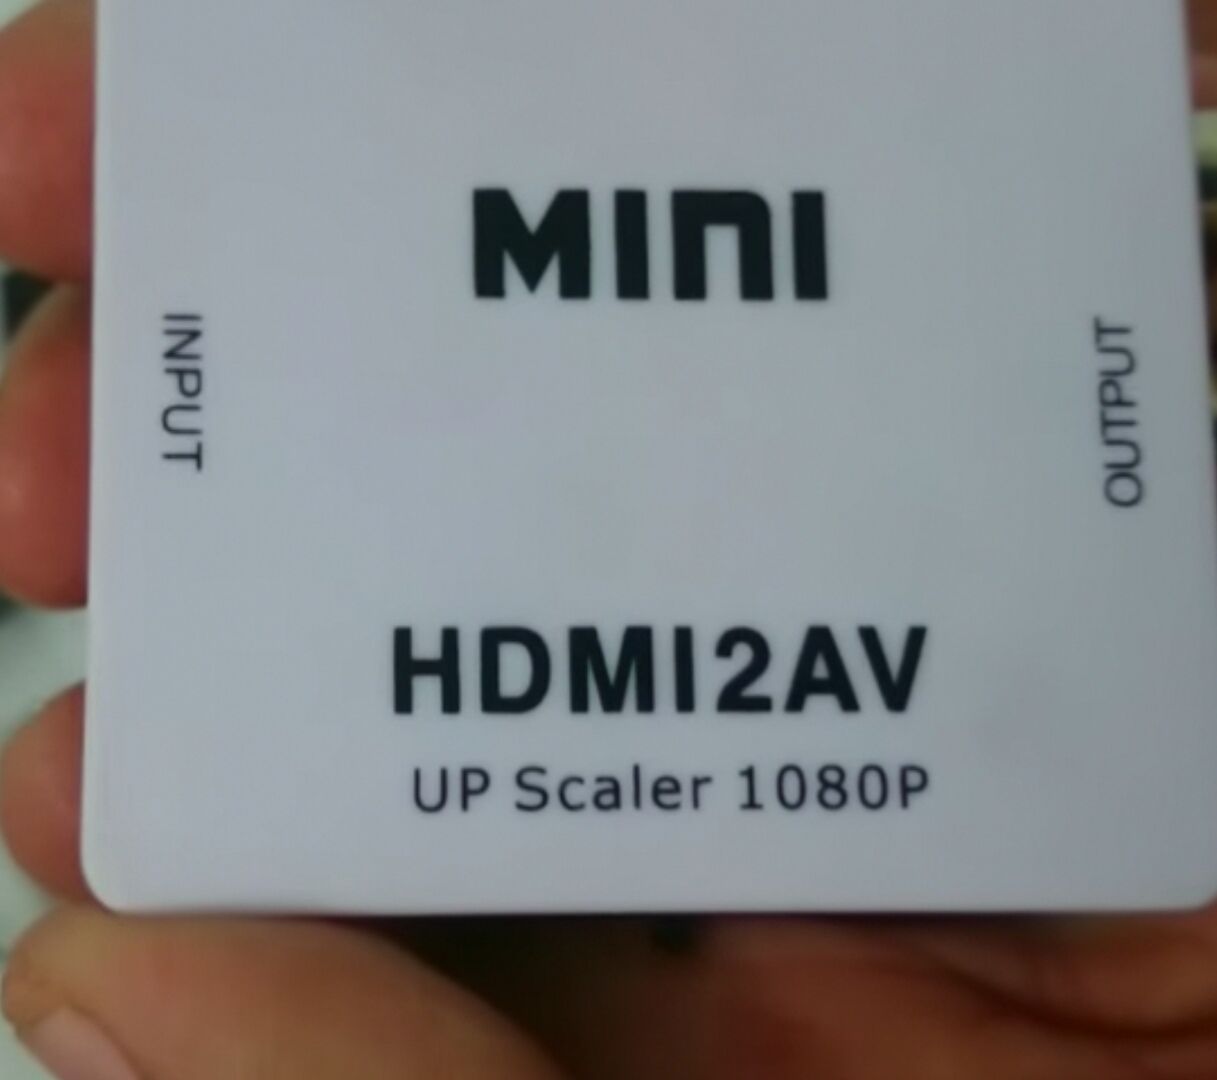 MINI
INPUT
OUTPUT
HDMI2AV
UP Scaler 1080P